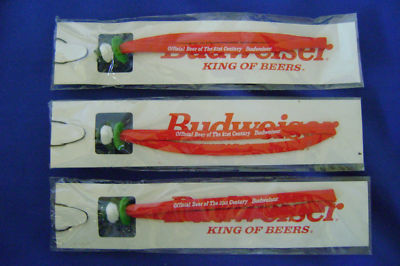 Budweiser
Official Beer of The 21st Century Budweiser
KING OF BEERS®
Budweiser
Official Beer of The 21st Century Budweiser
Budweiser
Official Beer of The 21st Century Budweiser
KING OF BEERS®